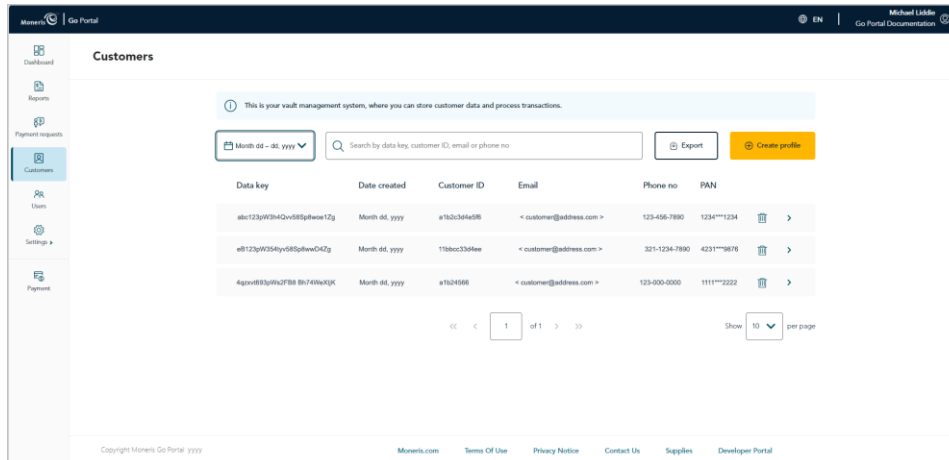 Moneris Go Portal EN Michael Liddle
Go Portal Documentation
Dashboard
Reports
Payment requests
Customers
Users
Settings
Payment
Customers
This is your vault management system, where you can store customer data and process transactions.
Month dd – dd, yyyy Search by data key, customer ID, email or phone no Export Create profile
Data key Date created Customer ID Email Phone no PAN
abc123pW3h4Qvv58Sp8woe1Zg Month dd, yyyy a1b2c3d4e5f6 < customer@address.com > 123-456-7890 1234***1234
eB123pW354tyv58Sp8wwD4Zg Month dd, yyyy 11bbcc33d4ee < customer@address.com > 321-1234-7890 4231***9876
Month dd, yyyy a1b24566 < customer@address.com > 123-000-0000 1111***2222
1 of 1 Show 10 per page
Copyright Moneris Go Portal yyyy Moneris.com Terms Of Use Privacy Notice Contact Us Supplies Developer Portal